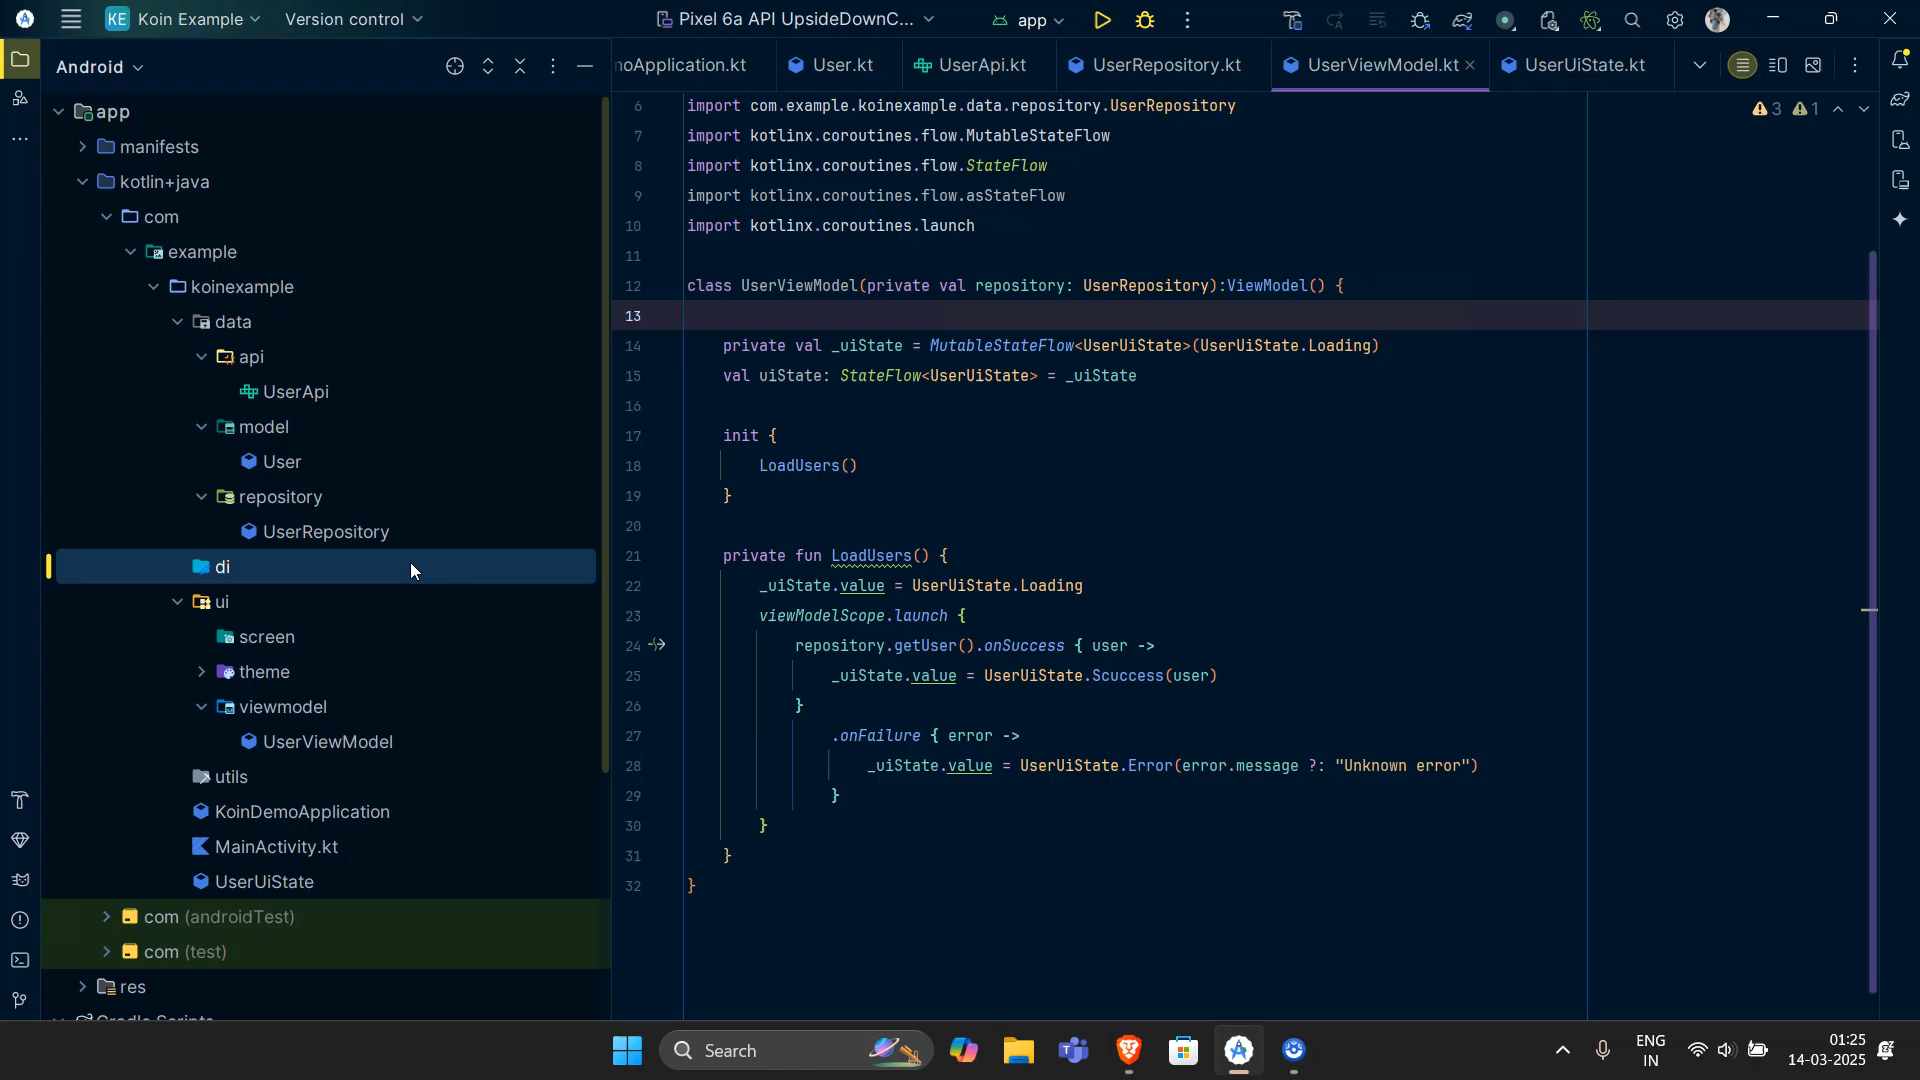 KE Koin Example
Version control
Pixel 6a API UpsideDownC...
app
Android
noApplication.kt
User.kt
UserApi.kt
UserRepository.kt
UserViewModel.kt
UserUiState.kt
app
manifests
kotlin+java
com
example
koinexample
data
api
UserApi
model
User
repository
UserRepository
di
ui
screen
theme
viewmodel
UserViewModel
utils
KoinDemoApplication
MainActivity.kt
UserUiState
com (androidTest)
com (test)
res
Gradle Scripts
3 1
6 import com.example.koinexample.data.repository.UserRepository
7 import kotlinx.coroutines.flow.MutableStateFlow
8 import kotlinx.coroutines.flow.StateFlow
9 import kotlinx.coroutines.flow.asStateFlow
10 import kotlinx.coroutines.launch
11
12 class UserViewModel(private val repository: UserRepository):ViewModel() {
13
14 private val _uiState = MutableStateFlow<UserUiState>(UserUiState.Loading)
15 val uiState: StateFlow<UserUiState> = _uiState
16
17 init {
18 LoadUsers()
19 }
20
21 private fun LoadUsers() {
22 _uiState.value = UserUiState.Loading
23 viewModelScope.launch {
24 repository.getUser().onSuccess { user ->
25 _uiState.value = UserUiState.Scuccess(user)
26 }
27 .onFailure { error ->
28 _uiState.value = UserUiState.Error(error.message ?: "Unknown error")
29 }
30 }
31 }
32 }
Search
ENG
IN
01:25
14-03-2025